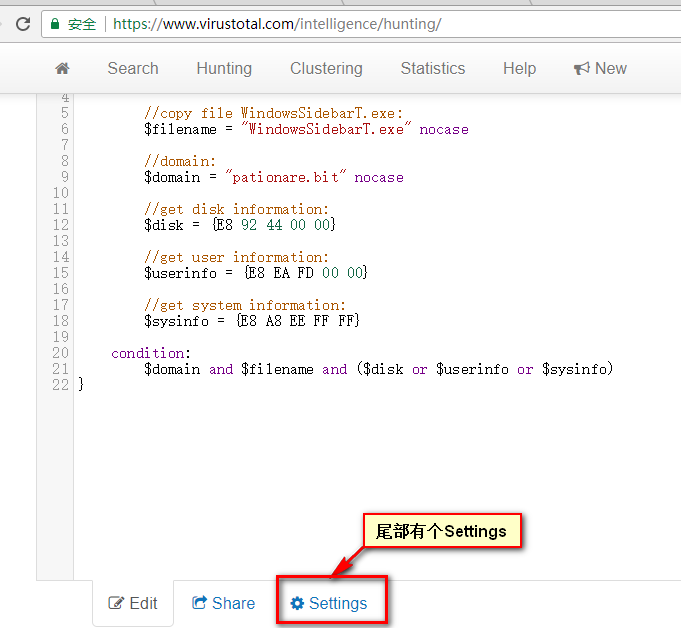 安全 https://www.virustotal.com/intelligence/hunting/
Search Hunting Clustering Statistics Help New
4
5 //copy file WindowsSidebarT.exe:
6 $filename = "WindowsSidebarT.exe" nocase
7
8 //domain:
9 $domain = "pationare.bit" nocase
10
11 //get disk information:
12 $disk = {E8 92 44 00 00}
13
14 //get user information:
15 $userinfo = {E8 EA FD 00 00}
16
17 //get system information:
18 $sysinfo = {E8 A8 EE FF FF}
19
20 condition:
21 $domain and $filename and ($disk or $userinfo or $sysinfo)
22 }
尾部有个Settings
Edit Share Settings